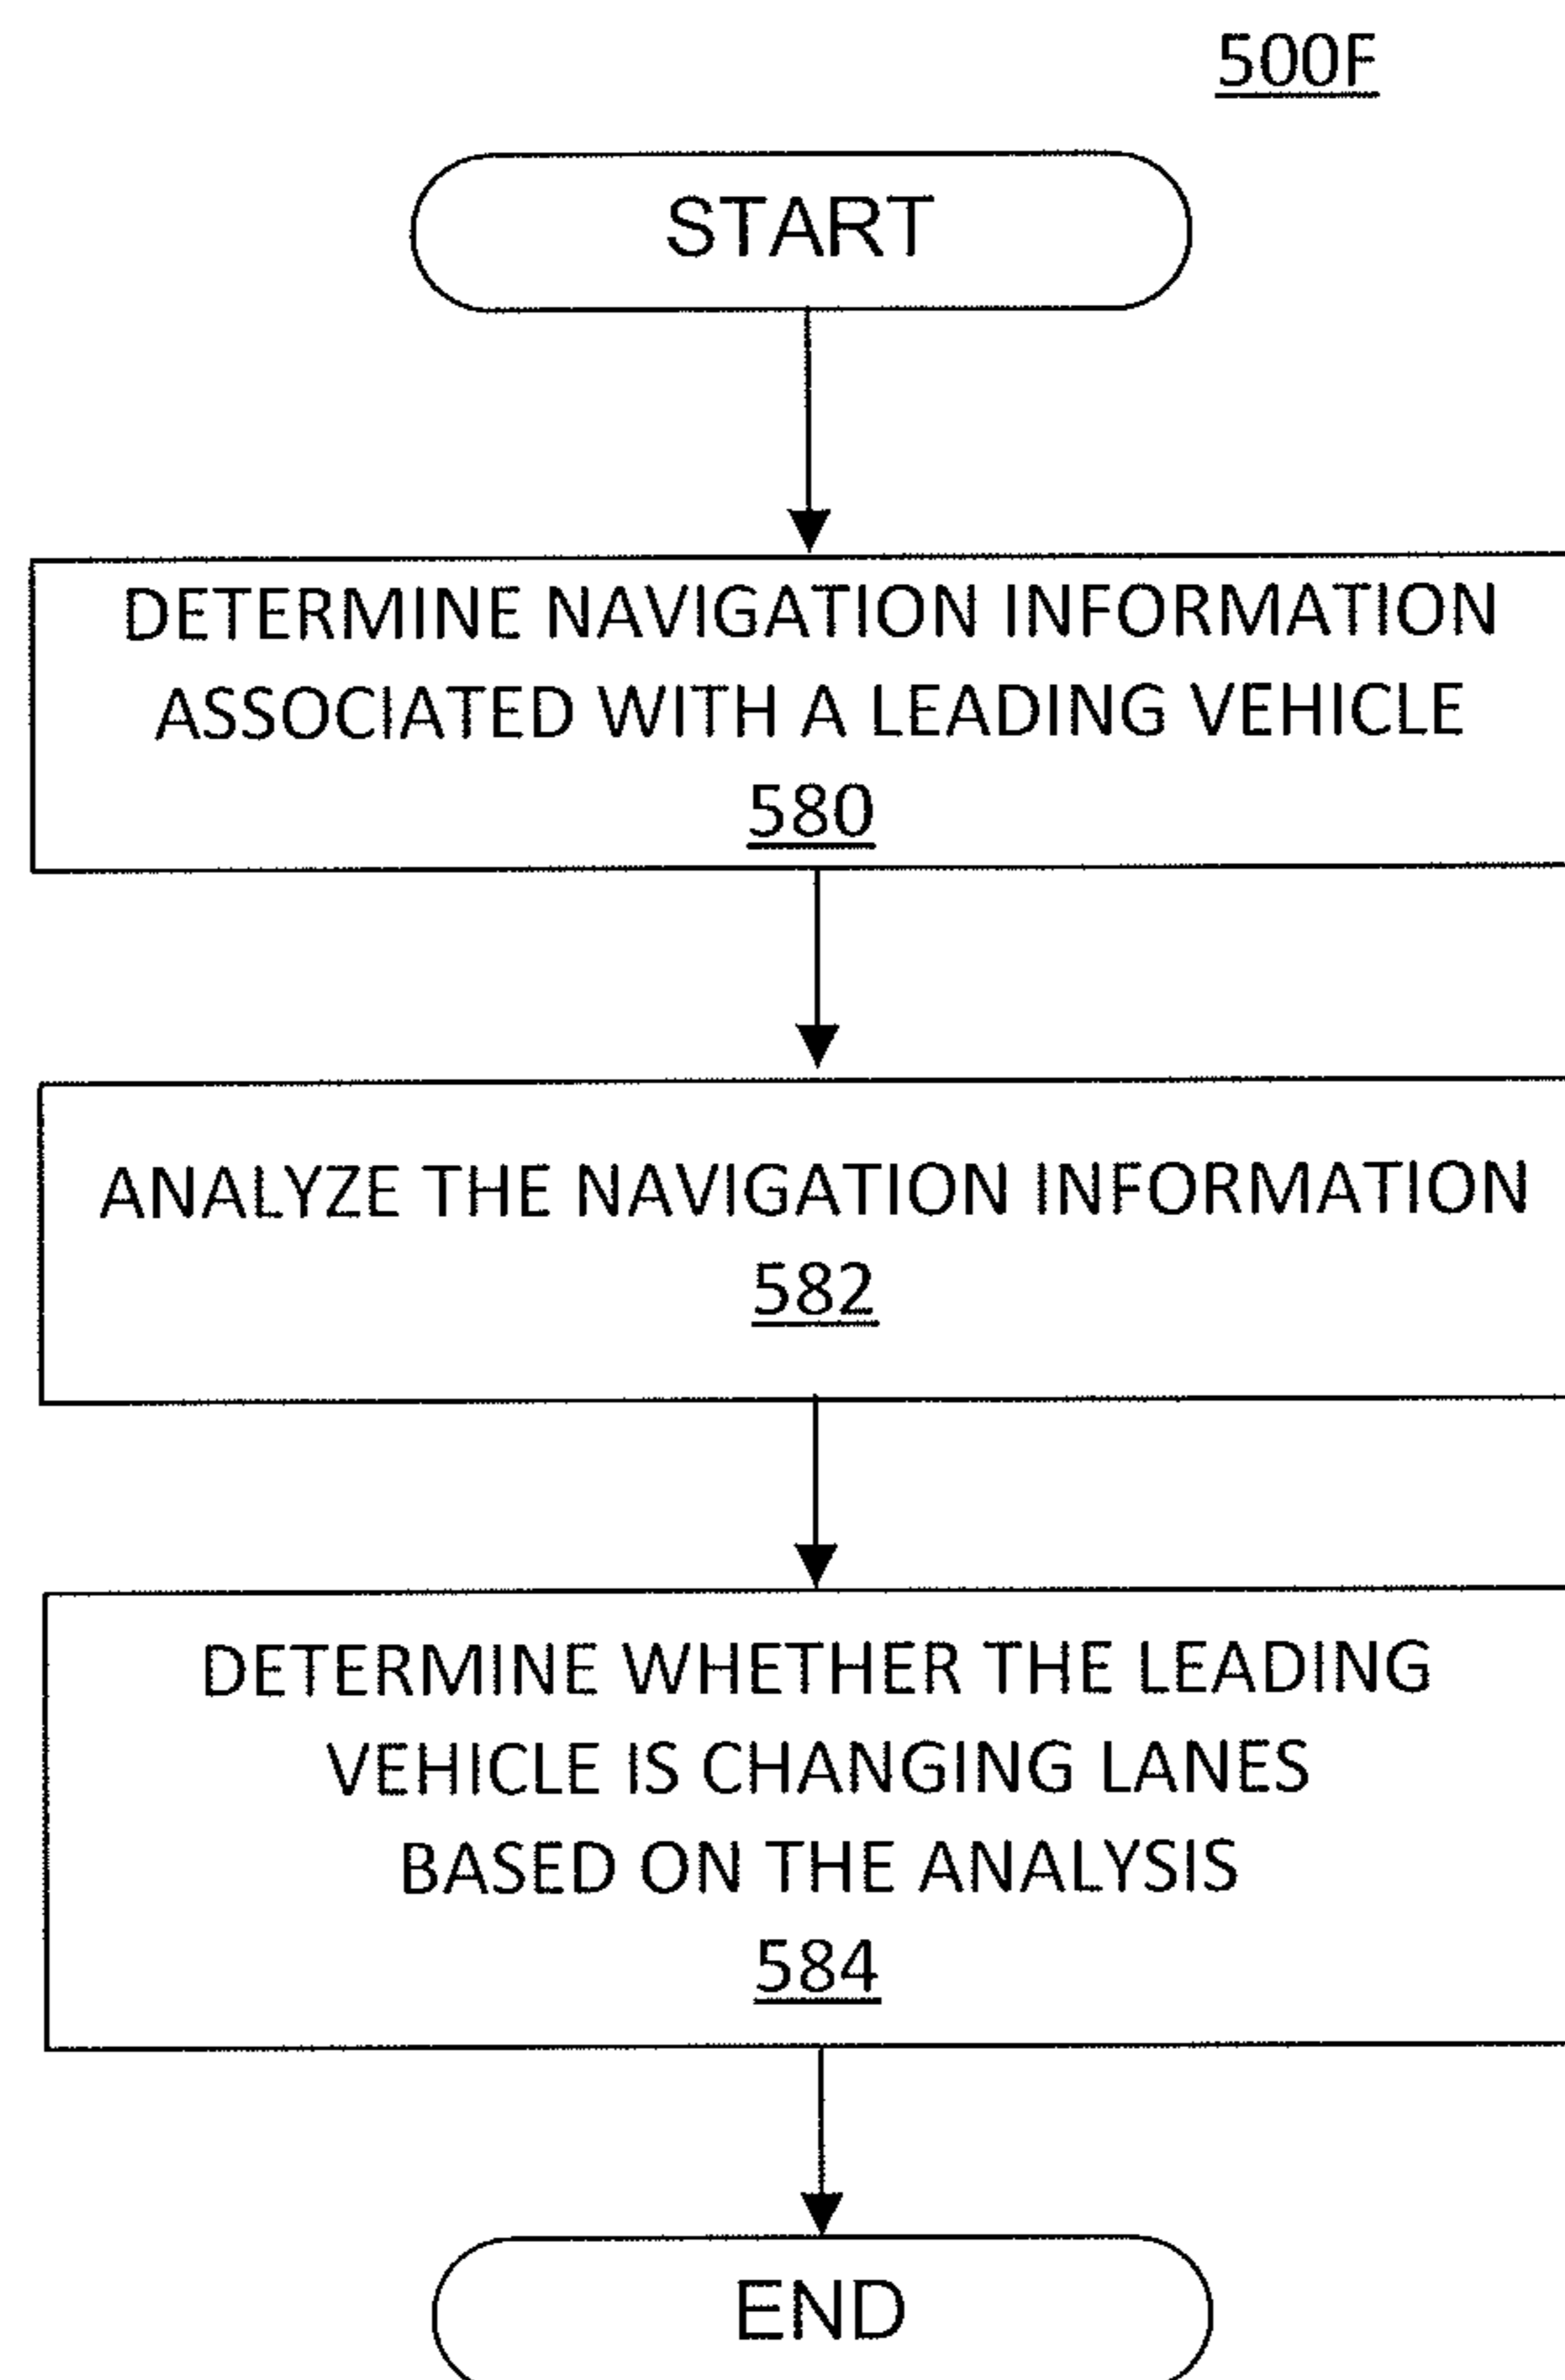 500F
START
DETERMINE NAVIGATION INFORMATION
ASSOCIATED WITH A LEADING VEHICLE
580
ANALYZE THE NAVIGATION INFORMATION
582
DETERMINE WHETHER THE LEADING
VEHICLE IS CHANGING LANES
BASED ON THE ANALYSIS
584
END